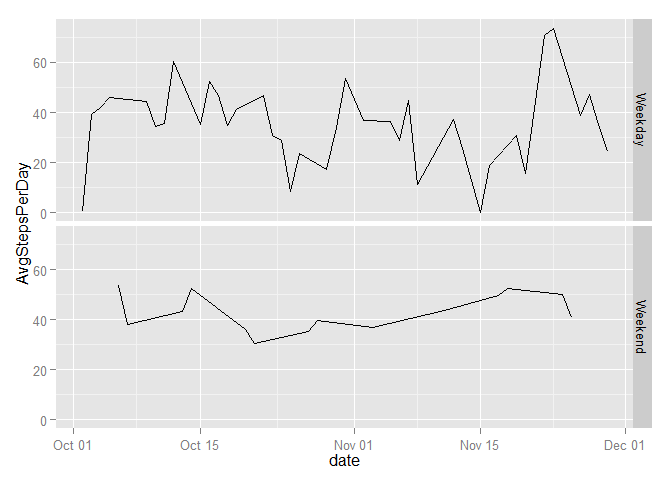 AvgStepsPerDay
60
40
20
0
Weekday
60
40
20
0
Weekend
Oct 01
Oct 15
Nov 01
Nov 15
Dec 01
date